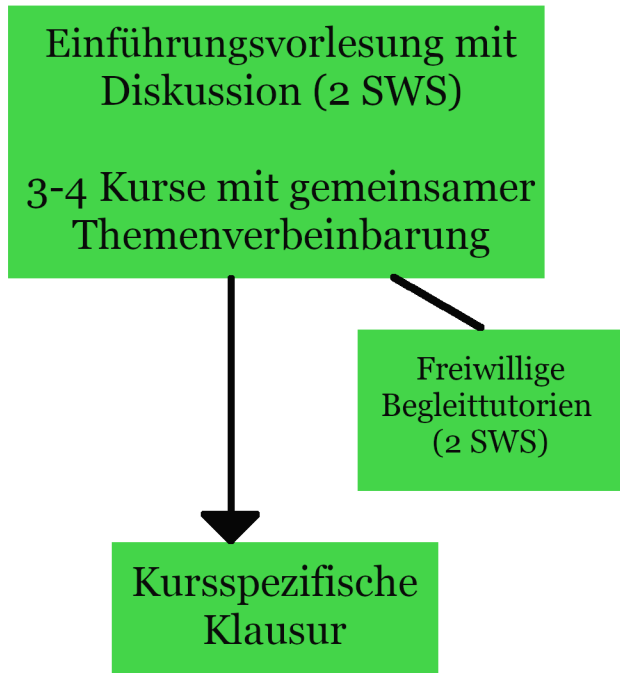 Einführungsvorlesung mit
Diskussion (2 SWS)
3-4 Kurse mit gemeinsamer
Themenverbeinbarung
Freiwillige
Begleittutorien
(2 SWS)
Kursspezifische
Klausur